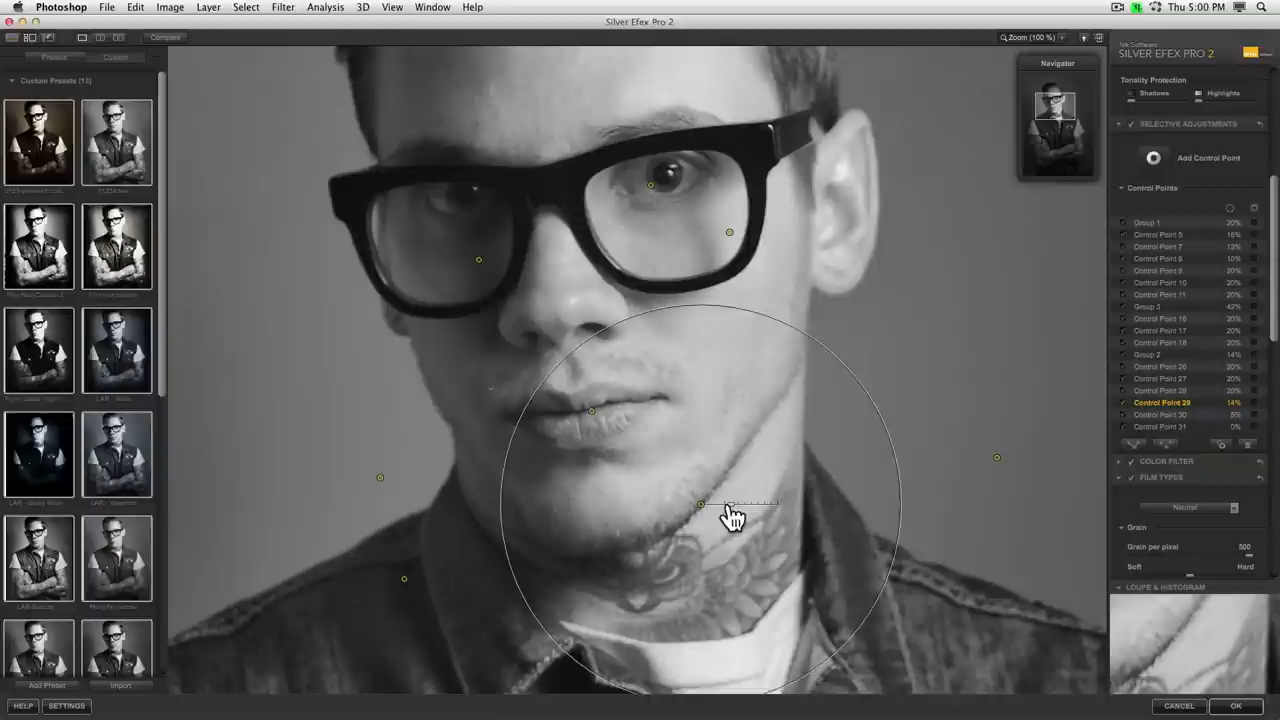 Photoshop File Edit Image Layer Select Filter Analysis 3D View Window Help
Thu 5:00 PM
Silver Efex Pro 2
Compare
Zoom (100 %)
Presets Custom
Custom Presets (13)
Add Preset Import
HELP SETTINGS
Navigator
Nik Software
SILVER EFEX PRO 2
Tonality Protection
Shadows Highlights
SELECTIVE ADJUSTMENTS
Add Control Point
Control Points
Group 1 20%
Control Point 5 16%
Control Point 7 13%
Control Point 8 10%
Control Point 9 20%
Control Point 10 20%
Control Point 11 20%
Group 3 42%
Control Point 16 20%
Control Point 17 20%
Control Point 18 20%
Group 2 14%
Control Point 26 20%
Control Point 27 20%
Control Point 28 20%
Control Point 29 14%
Control Point 30 5%
Control Point 31 0%
COLOR FILTER
FILM TYPES
Neutral
Grain
Grain per pixel 500
Soft Hard
LOUPE & HISTOGRAM
CANCEL OK